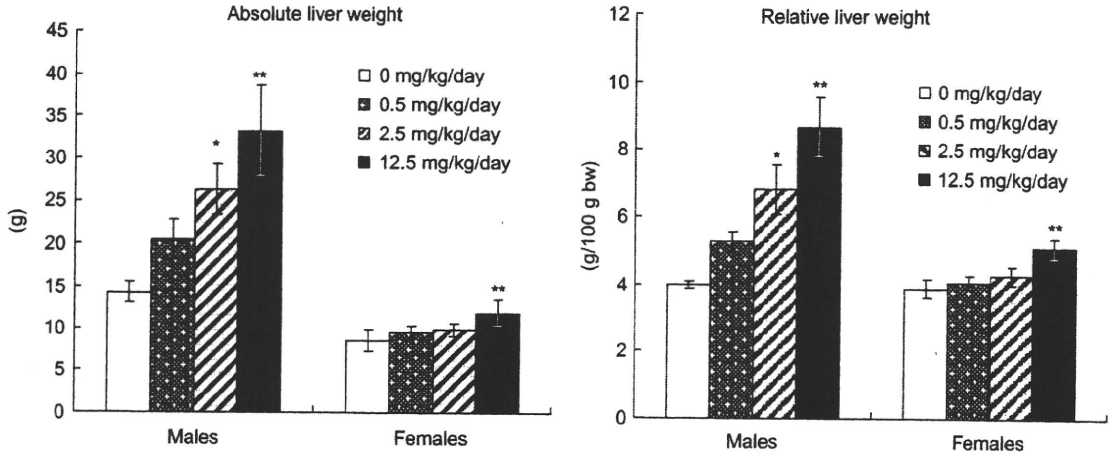 Absolute liver weight
45
40
35
30
25
20
15
10
5
0
(g)
**
*
**
0 mg/kg/day
0.5 mg/kg/day
2.5 mg/kg/day
12.5 mg/kg/day
Males
Females
Relative liver weight
12
10
8
6
4
2
0
(g/100 g bw)
**
*
**
0 mg/kg/day
0.5 mg/kg/day
2.5 mg/kg/day
12.5 mg/kg/day
Males
Females